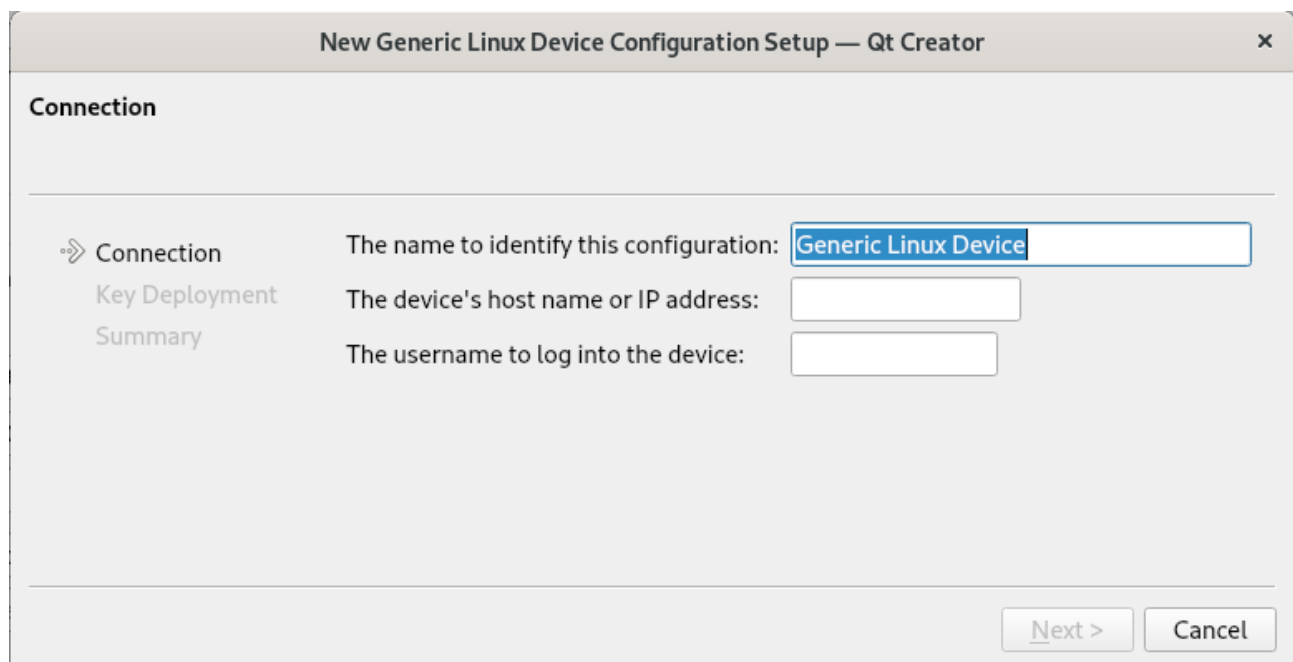 New Generic Linux Device Configuration Setup — Qt Creator
Connection
Connection
The name to identify this configuration: Generic Linux Device
Key Deployment
The device's host name or IP address:
Summary
The username to log into the device:
Next >
Cancel